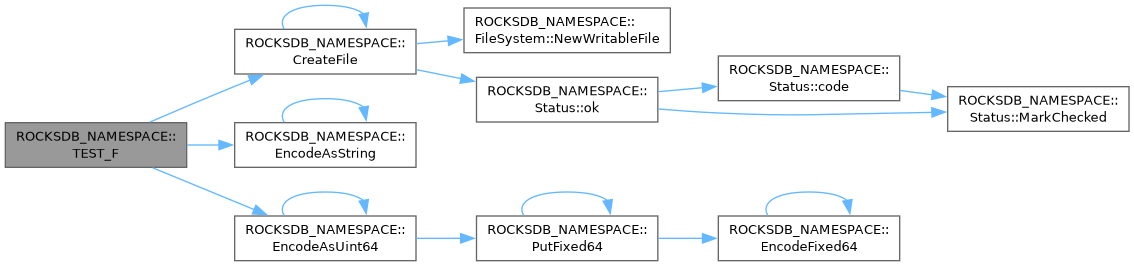 ROCKSDB_NAMESPACE::
TEST_F
ROCKSDB_NAMESPACE::
CreateFile
ROCKSDB_NAMESPACE::
FileSystem::NewWritableFile
ROCKSDB_NAMESPACE::
Status::ok
ROCKSDB_NAMESPACE::
Status::code
ROCKSDB_NAMESPACE::
Status::MarkChecked
ROCKSDB_NAMESPACE::
EncodeAsString
ROCKSDB_NAMESPACE::
EncodeAsUint64
ROCKSDB_NAMESPACE::
PutFixed64
ROCKSDB_NAMESPACE::
EncodeFixed64